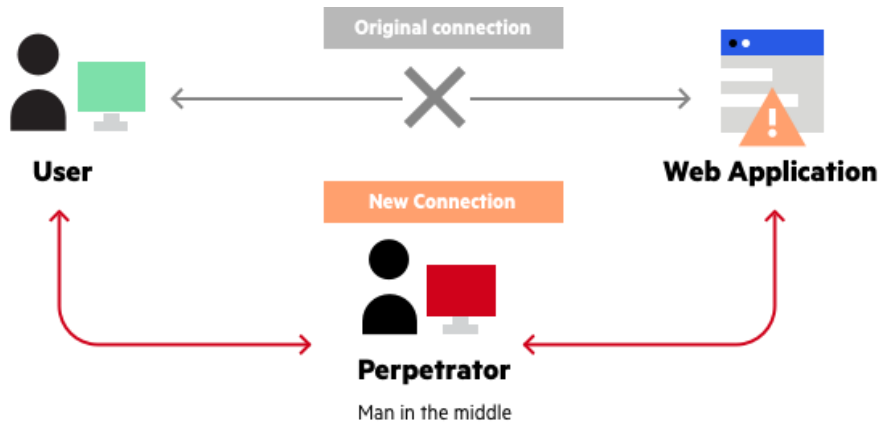 Original connection
User
Web Application
New Connection
Perpetrator
Man in the middle